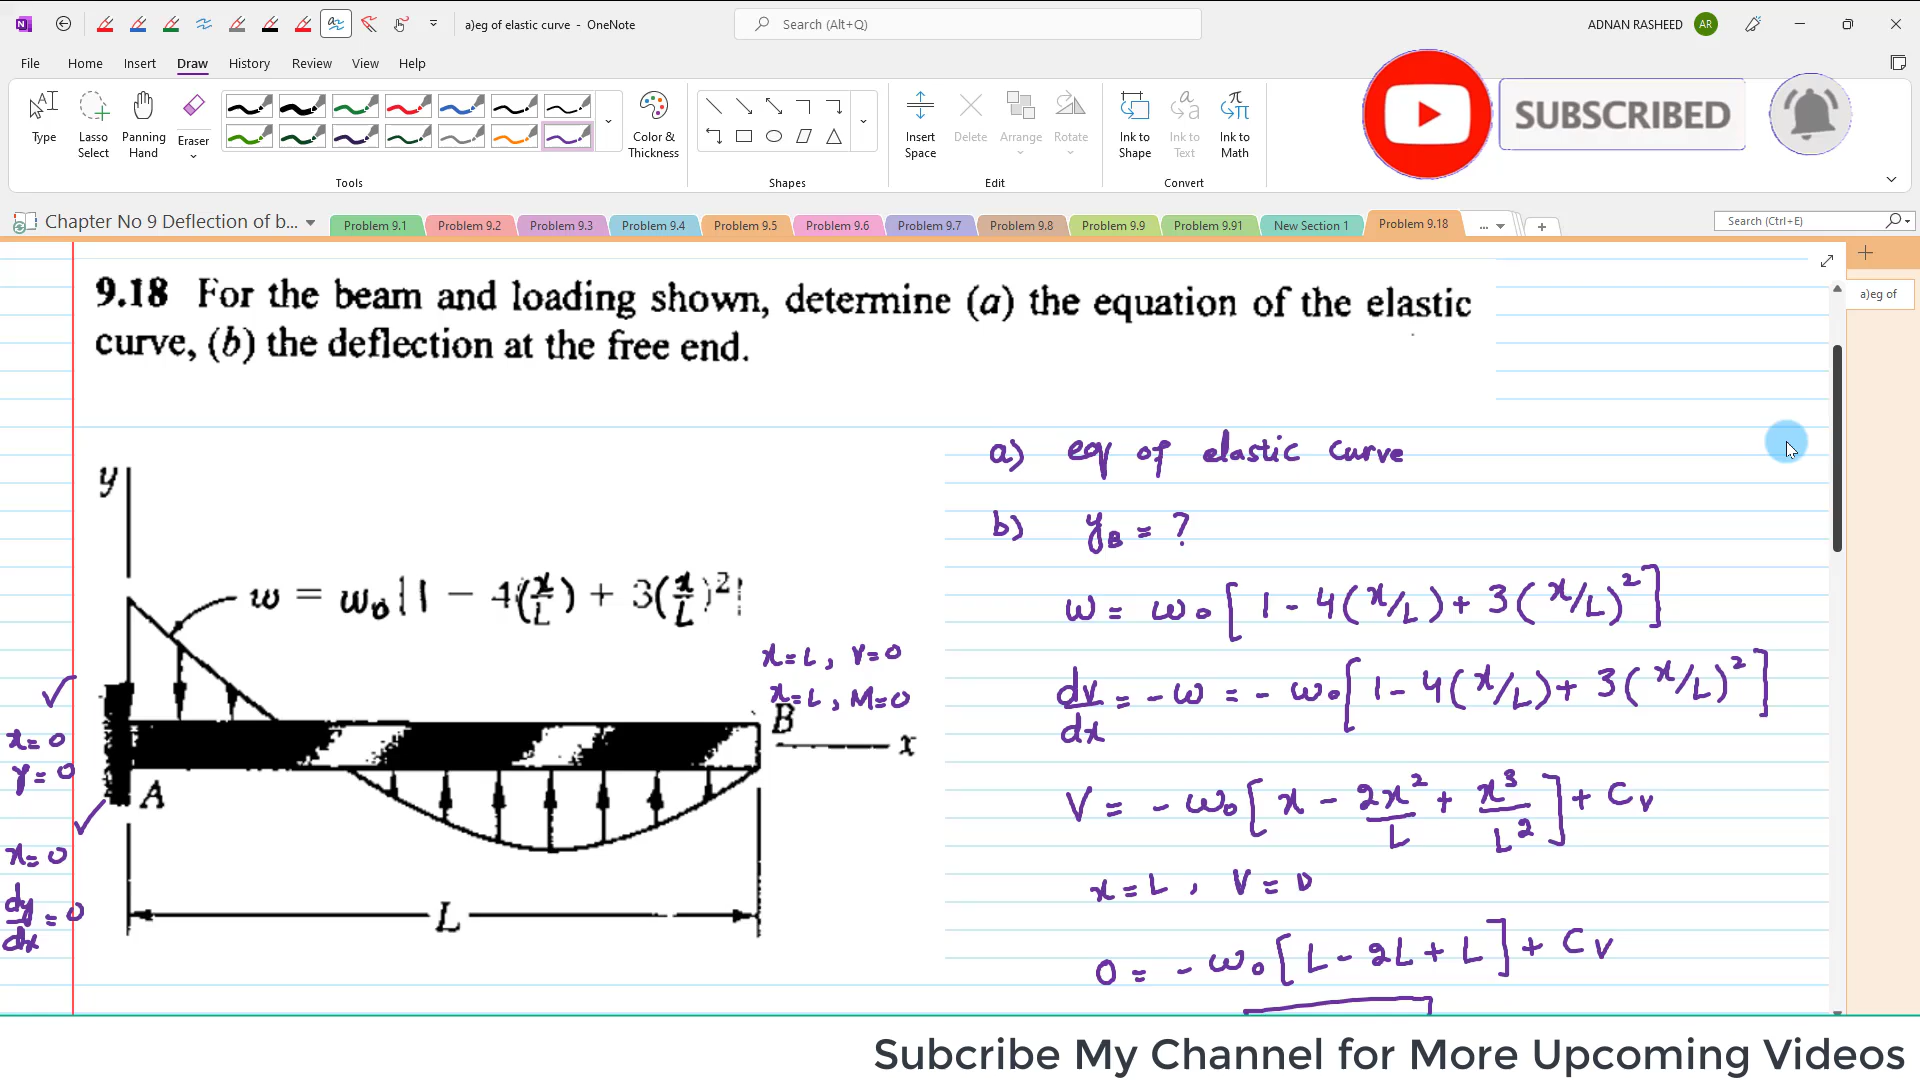 a)eg of elastic curve - OneNote
Search (Alt+Q)
ADNAN RASHEED
AR
File
Home
Insert
Draw
History
Review
View
Help
Type
Lasso Select
Panning Hand
Eraser
Color & Thickness
Insert Space
Delete
Arrange
Rotate
Ink to Shape
Ink to Text
Ink to Math
SUBSCRIBED
Tools
Shapes
Edit
Convert
Chapter No 9 Deflection of b...
Problem 9.1
Problem 9.2
Problem 9.3
Problem 9.4
Problem 9.5
Problem 9.6
Problem 9.7
Problem 9.8
Problem 9.9
Problem 9.91
New Section 1
Problem 9.18
...
Search (Ctrl+E)
a)eg of
9.18 For the beam and loading shown, determine (a) the equation of the elastic
curve, (b) the deflection at the free end.
y
w = w₀[1 − 4(x/L) + 3(x/L)²]
x=L, V=0
x=L, M=0
B
x
A
L
x=0
y=0
x=0
dy/dx=0
a) eq of elastic curve
b) yB = ?
w = w₀[1 - 4(x/L) + 3(x/L)²]
dv/dx = -w = -w₀[1 - 4(x/L) + 3(x/L)²]
V = -w₀[x - 2x²/L + x³/L²] + Cv
x=L, V=0
0 = -w₀[L - 2L + L] + Cv
Subcribe My Channel for More Upcoming Videos